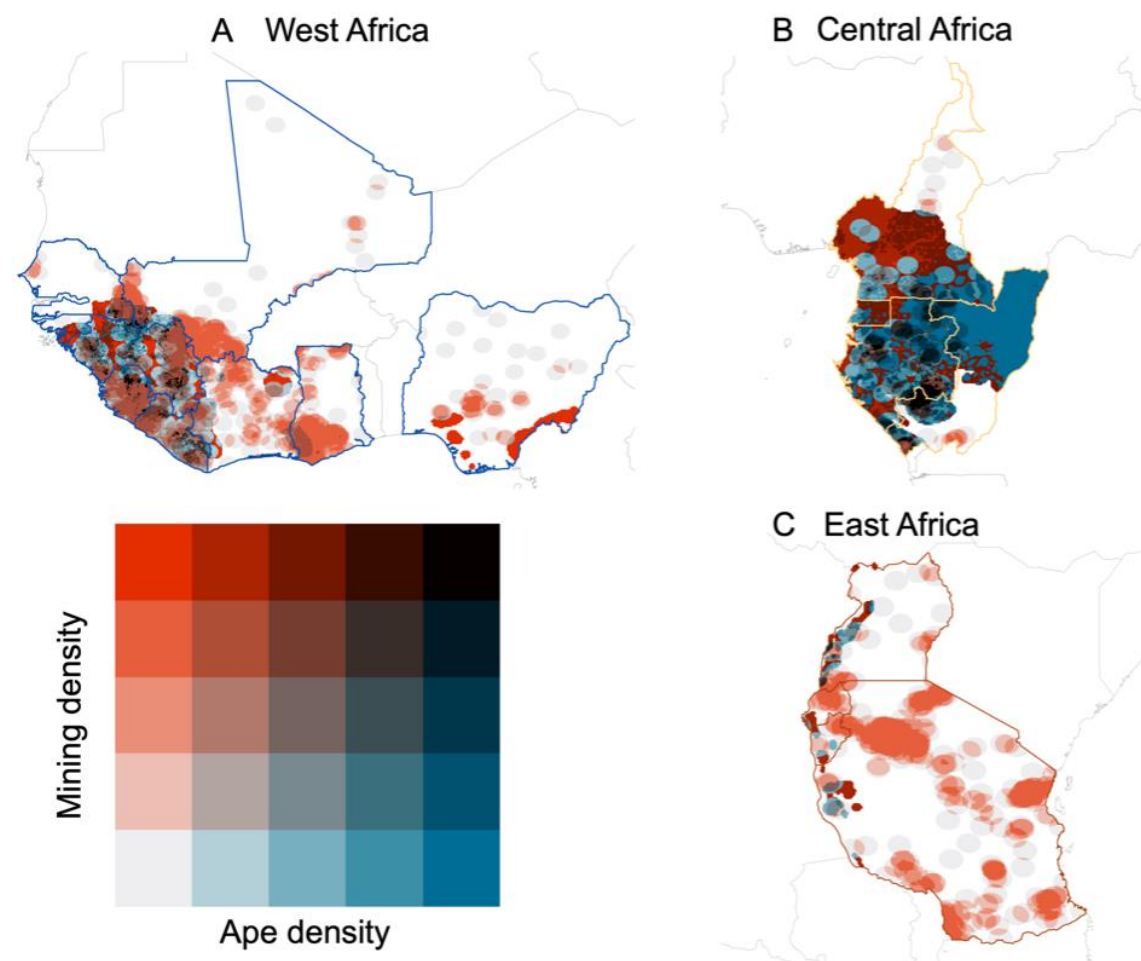 A West Africa
B Central Africa
C East Africa
Mining density
Ape density